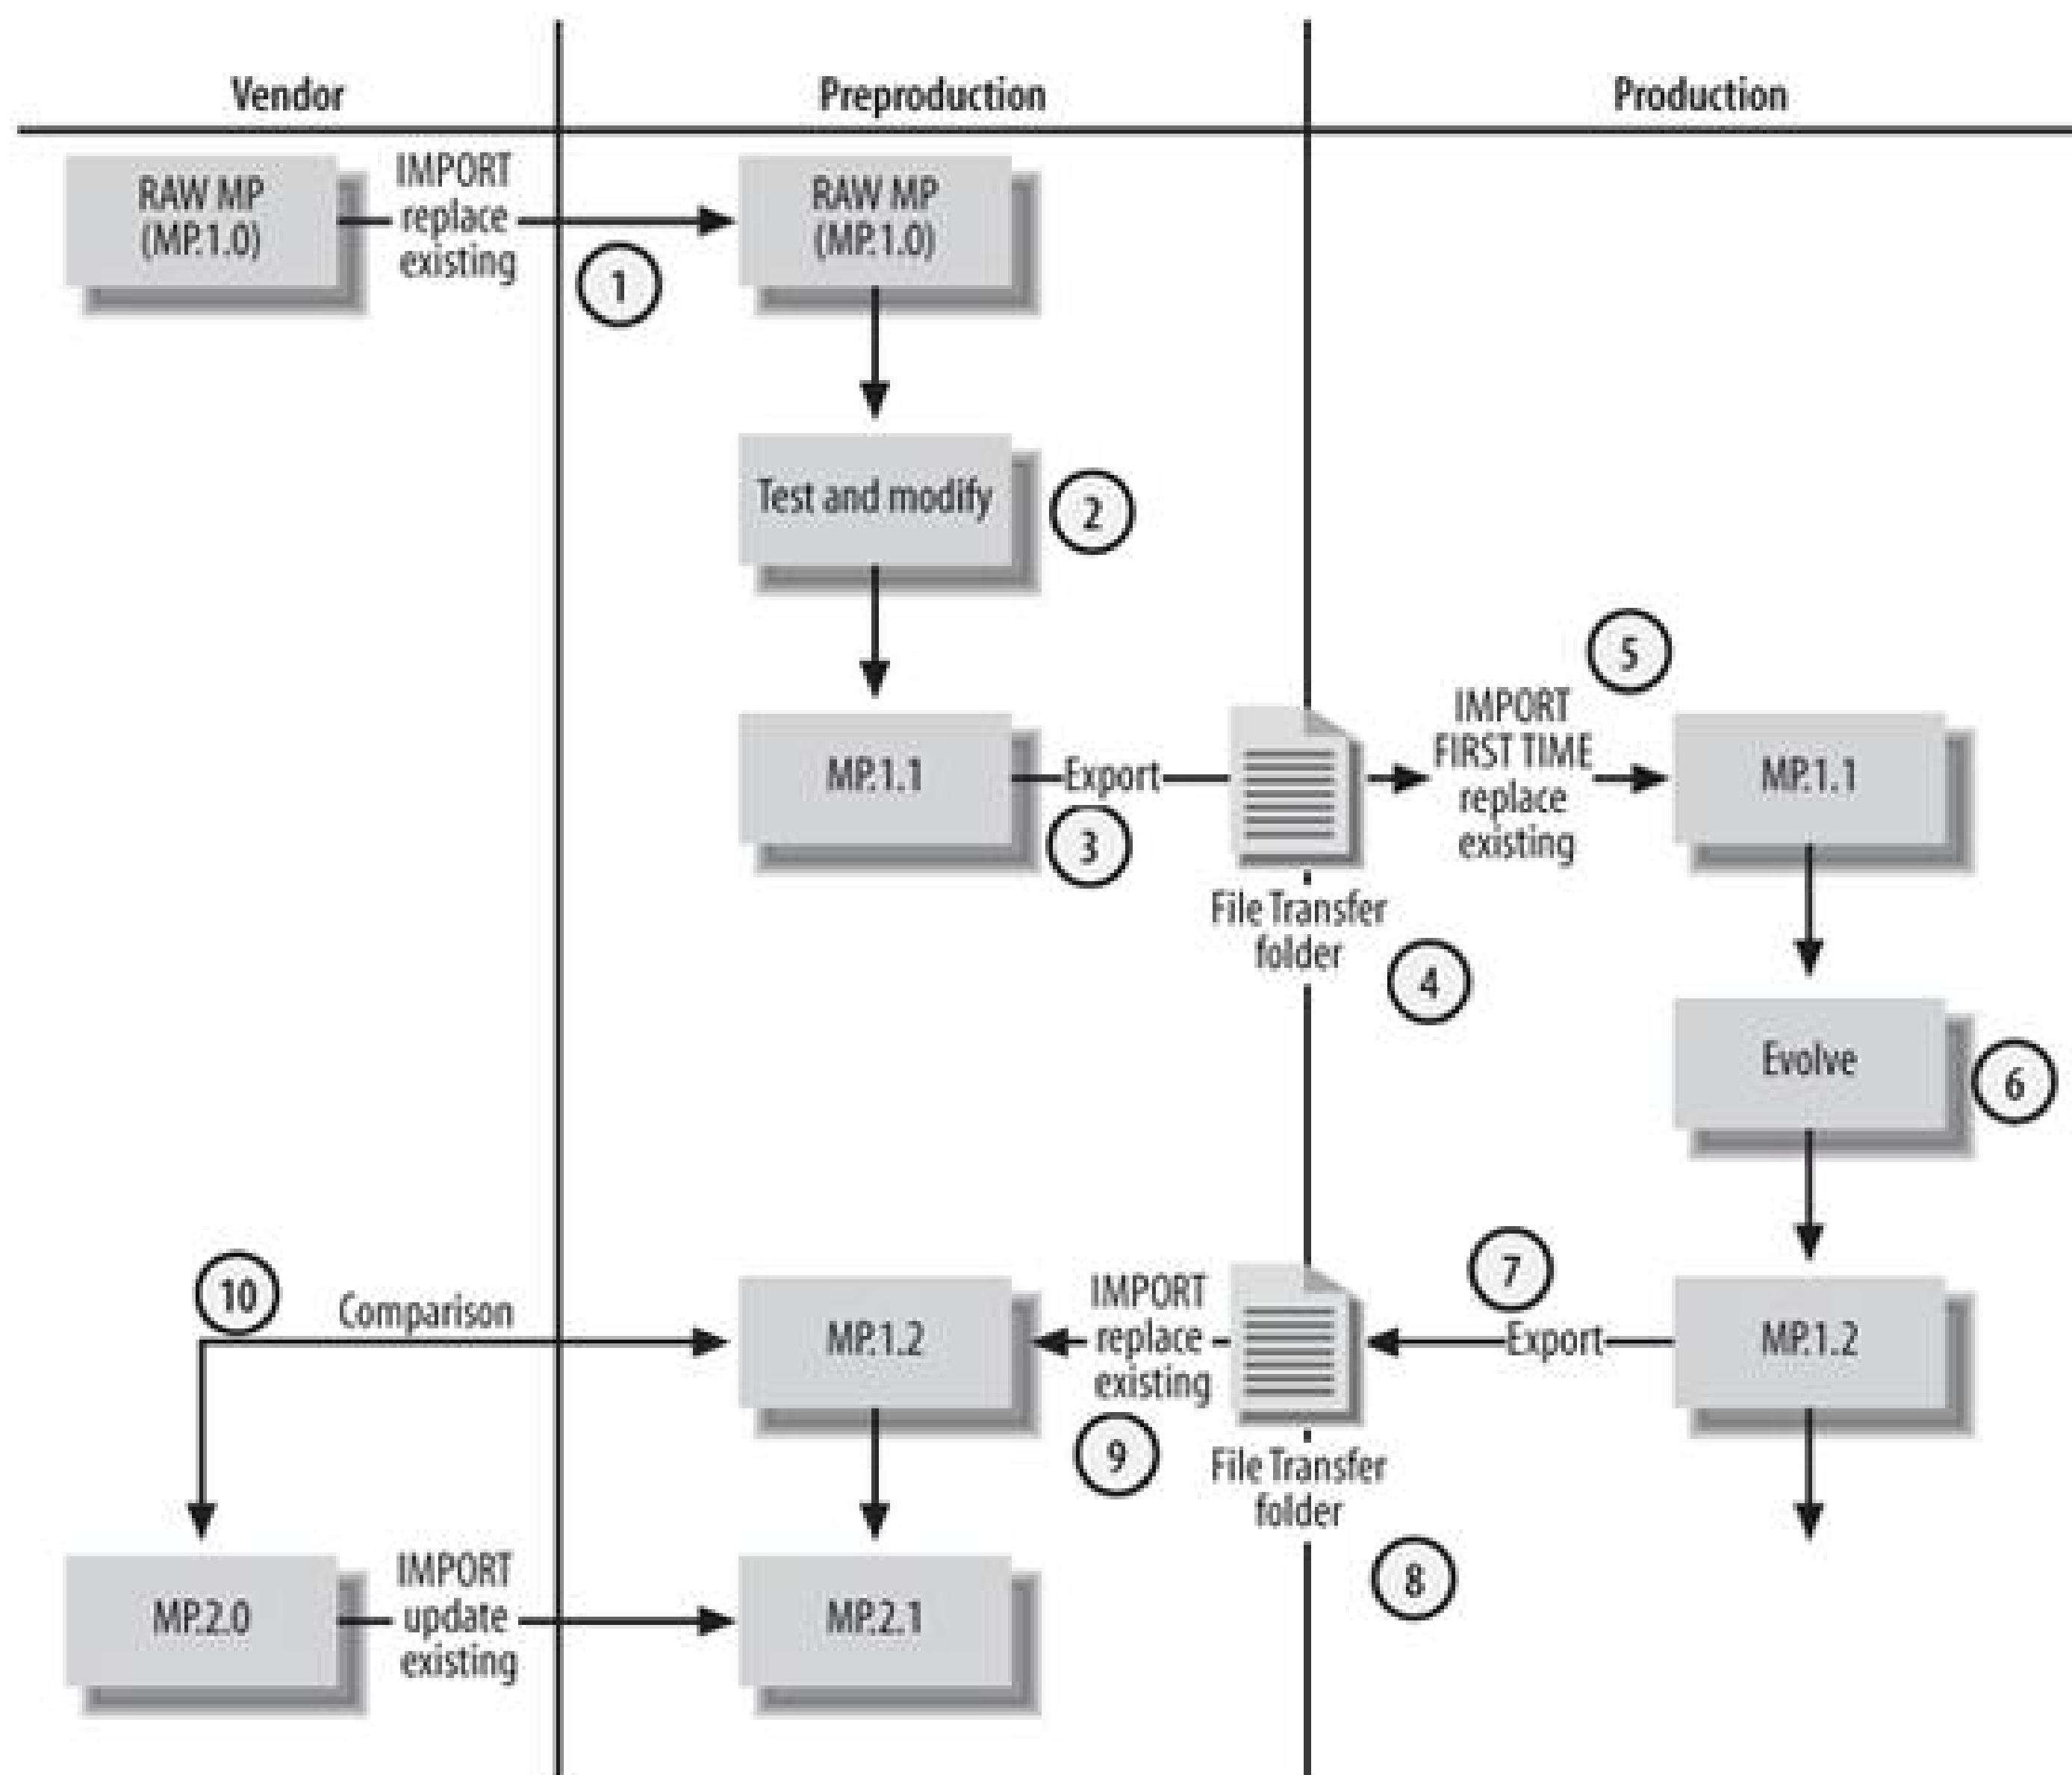 Vendor
Preproduction
Production
RAW MP
(MP.1.0)
IMPORT
replace
existing
1
RAW MP
(MP.1.0)
Test and modify
2
MP.1.1
Export
3
File Transfer
folder
4
5
IMPORT
FIRST TIME
replace
existing
MP.1.1
Evolve
6
MP.1.2
7
Export
File Transfer
folder
8
IMPORT
replace
existing
9
MP.1.2
10
Comparison
MP.2.0
IMPORT
update
existing
MP.2.1